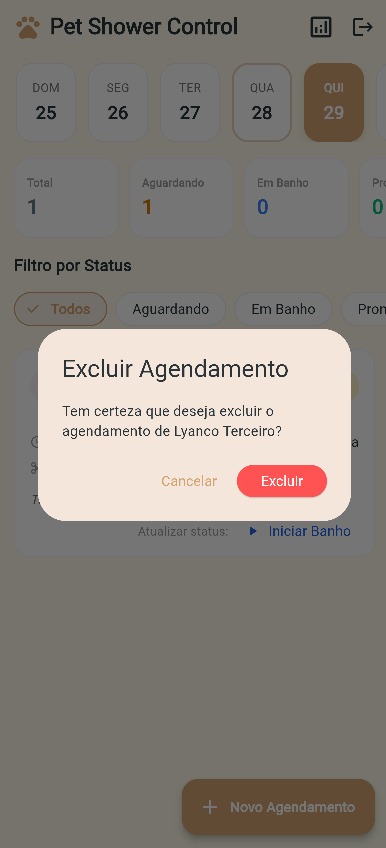 Pet Shower Control
DOM
25
SEG
26
TER
27
QUA
28
QUI
29
Total
1
Aguardando
1
Em Banho
0
Pro
0
Filtro por Status
Todos
Aguardando
Em Banho
Pron
Excluir Agendamento
Tem certeza que deseja excluir o
agendamento de Lyanco Terceiro?
Cancelar
Excluir
Atualizar status:
Iniciar Banho
Novo Agendamento